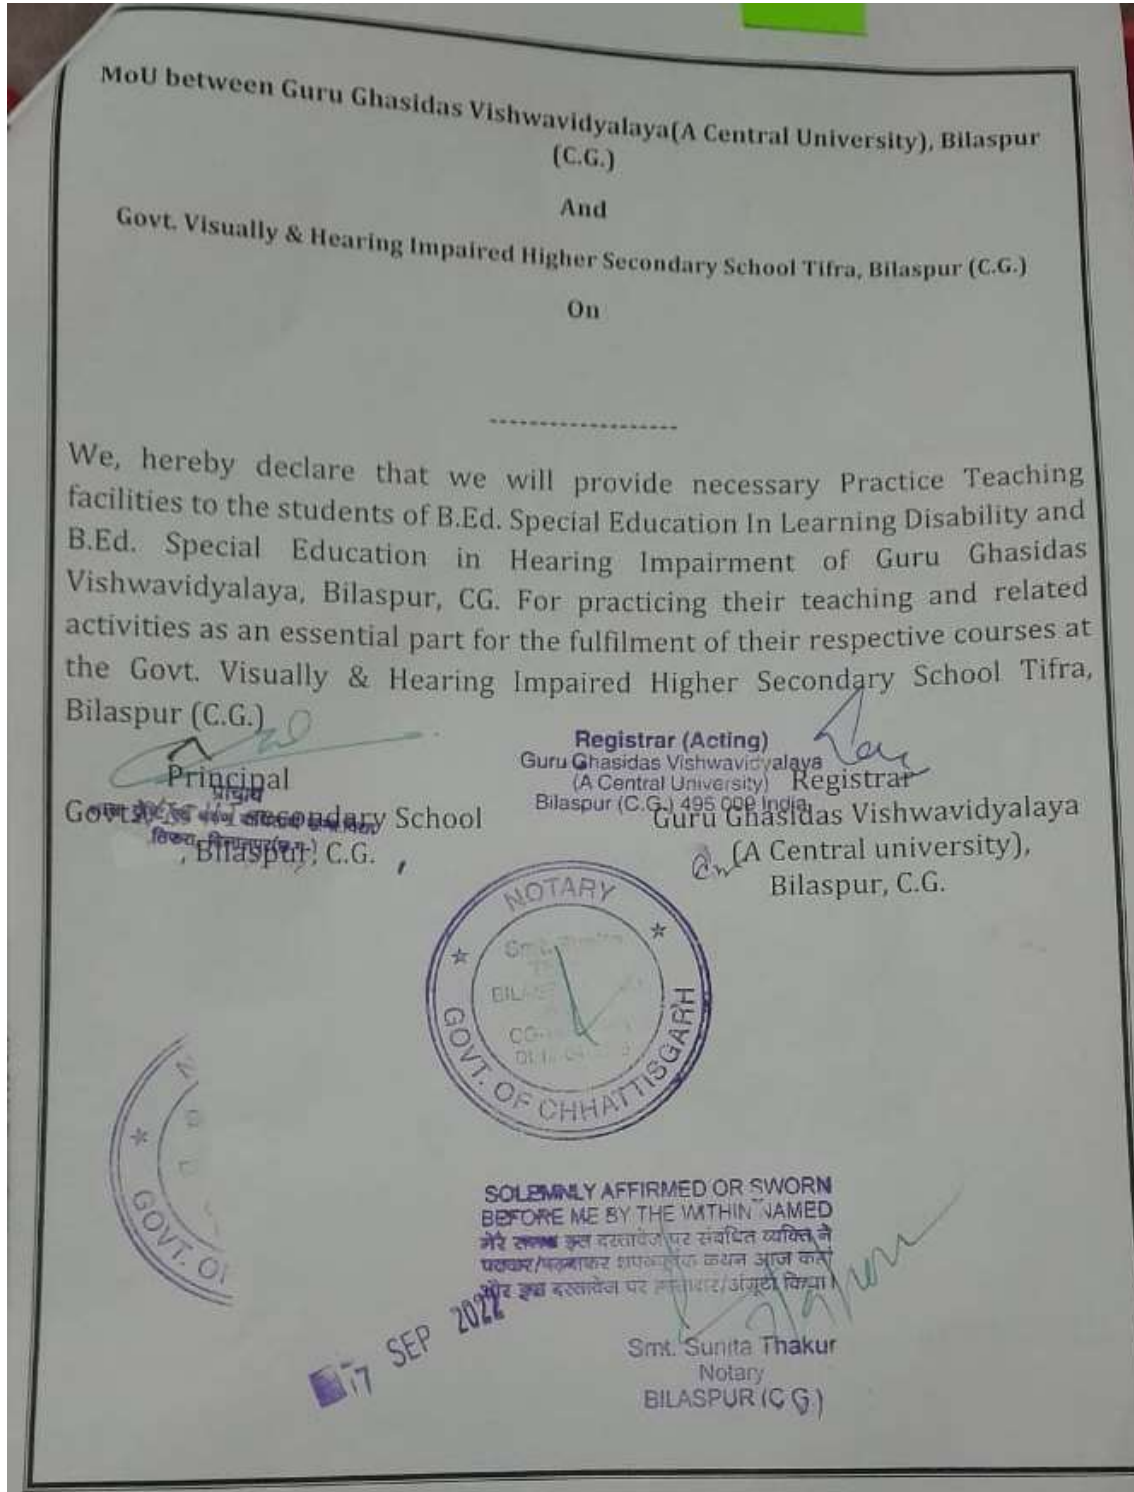 MoU between Guru Ghasidas Vishwavidyalaya(A Central University), Bilaspur
(C.G.)
And
Govt. Visually & Hearing Impaired Higher Secondary School Tifra, Bilaspur (C.G.)
On
-------------------
We, hereby declare that we will provide necessary Practice Teaching
facilities to the students of B.Ed. Special Education In Learning Disability and
B.Ed. Special Education in Hearing Impairment of Guru Ghasidas
Vishwavidyalaya, Bilaspur, CG. For practicing their teaching and related
activities as an essential part for the fulfilment of their respective courses at
the Govt. Visually & Hearing Impaired Higher Secondary School Tifra,
Bilaspur (C.G.)
Principal
प्राचार्य
School
, Bilaspur, C.G.
Registrar (Acting)
Guru Ghasidas Vishwavidyalaya
(A Central University)
Bilaspur (C.G.) 495 009 India
Registrar
Guru Ghasidas Vishwavidyalaya
(A Central university),
Bilaspur, C.G.
NOTARY
Smt.
GOVT. OF CHHATTISGARH
GOVT.
SOLEMNLY AFFIRMED OR SWORN
BEFORE ME BY THE WITHIN NAMED
मेरे समक्ष इस दस्तावेज पर संबंधित व्यक्ति ने
कथन आज
और इस दस्तावेज पर /अंगूठा किया।
SEP 2022
Smt. Sunita Thakur
Notary
BILASPUR (C G)